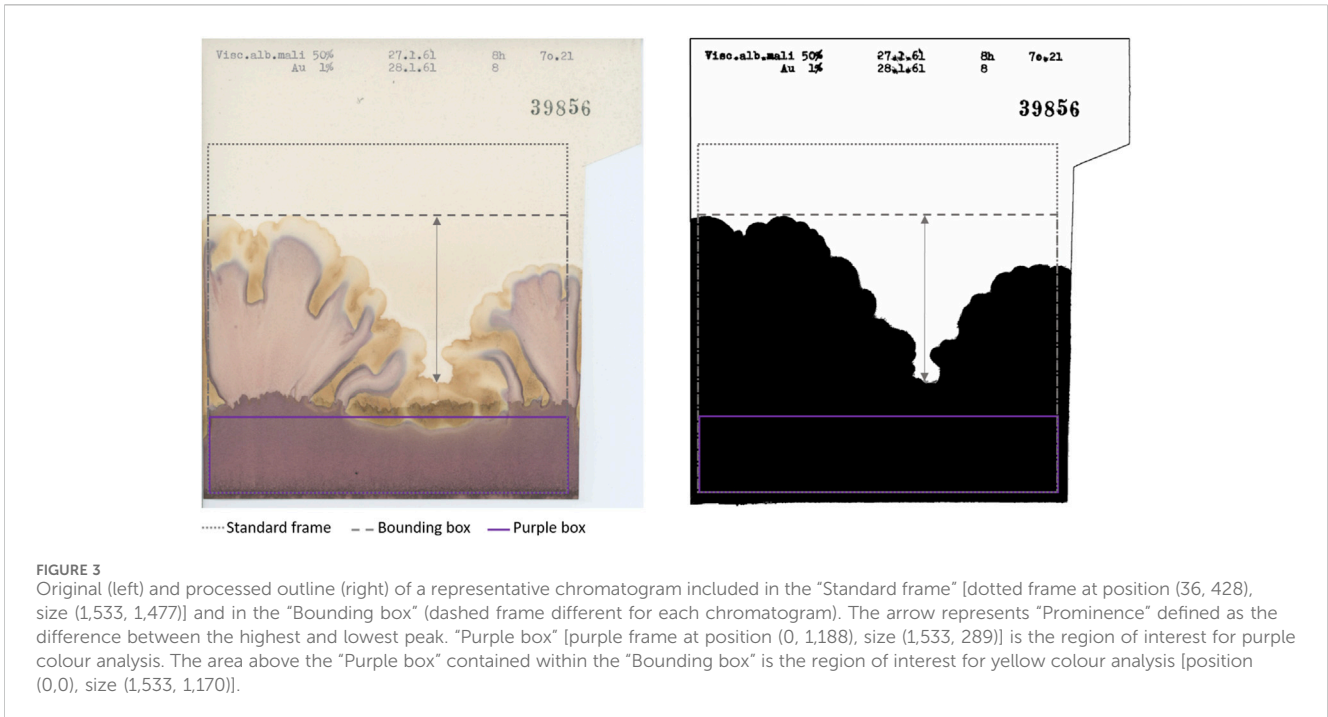 Visc.alb.mali 50% 27.1.61 8h 7o.21
Au 1% 28.1.61 8
39856
Visc.alb.mali 50% 27.1.61 8h 7o.21
Au 1% 28.1.61 8
39856
Standard frame Bounding box Purple box
FIGURE 3
Original (left) and processed outline (right) of a representative chromatogram included in the “Standard frame” [dotted frame at position (36, 428),
size (1,533, 1,477)] and in the “Bounding box” (dashed frame different for each chromatogram). The arrow represents “Prominence” defined as the
difference between the highest and lowest peak. “Purple box” [purple frame at position (0, 1,188), size (1,533, 289)] is the region of interest for purple
colour analysis. The area above the “Purple box” contained within the “Bounding box” is the region of interest for yellow colour analysis [position
(0,0), size (1,533, 1,170)].